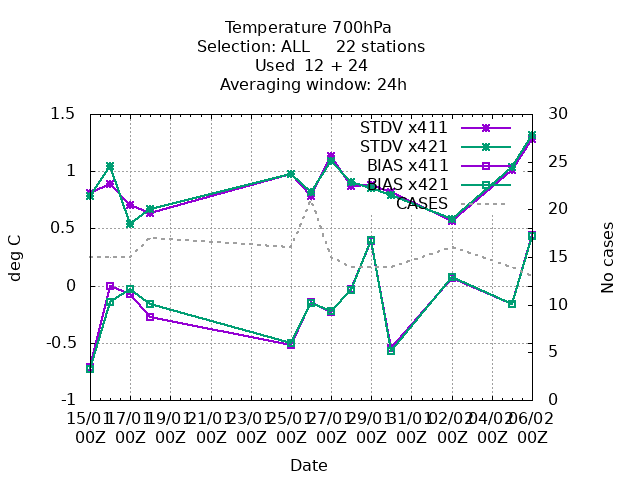 Temperature 700hPa
Selection: ALL 22 stations
Used 12 + 24
Averaging window: 24h
1.5
1
0.5
0
-0.5
-1
deg C
30
25
20
15
10
5
0
No cases
STDV x411
STDV x421
BIAS x411
BIAS x421
CASES
15/01 17/01 19/01 21/01 23/01 25/01 27/01 29/01 31/01 02/02 04/02 06/02
00Z 00Z 00Z 00Z 00Z 00Z 00Z 00Z 00Z 00Z 00Z 00Z
Date